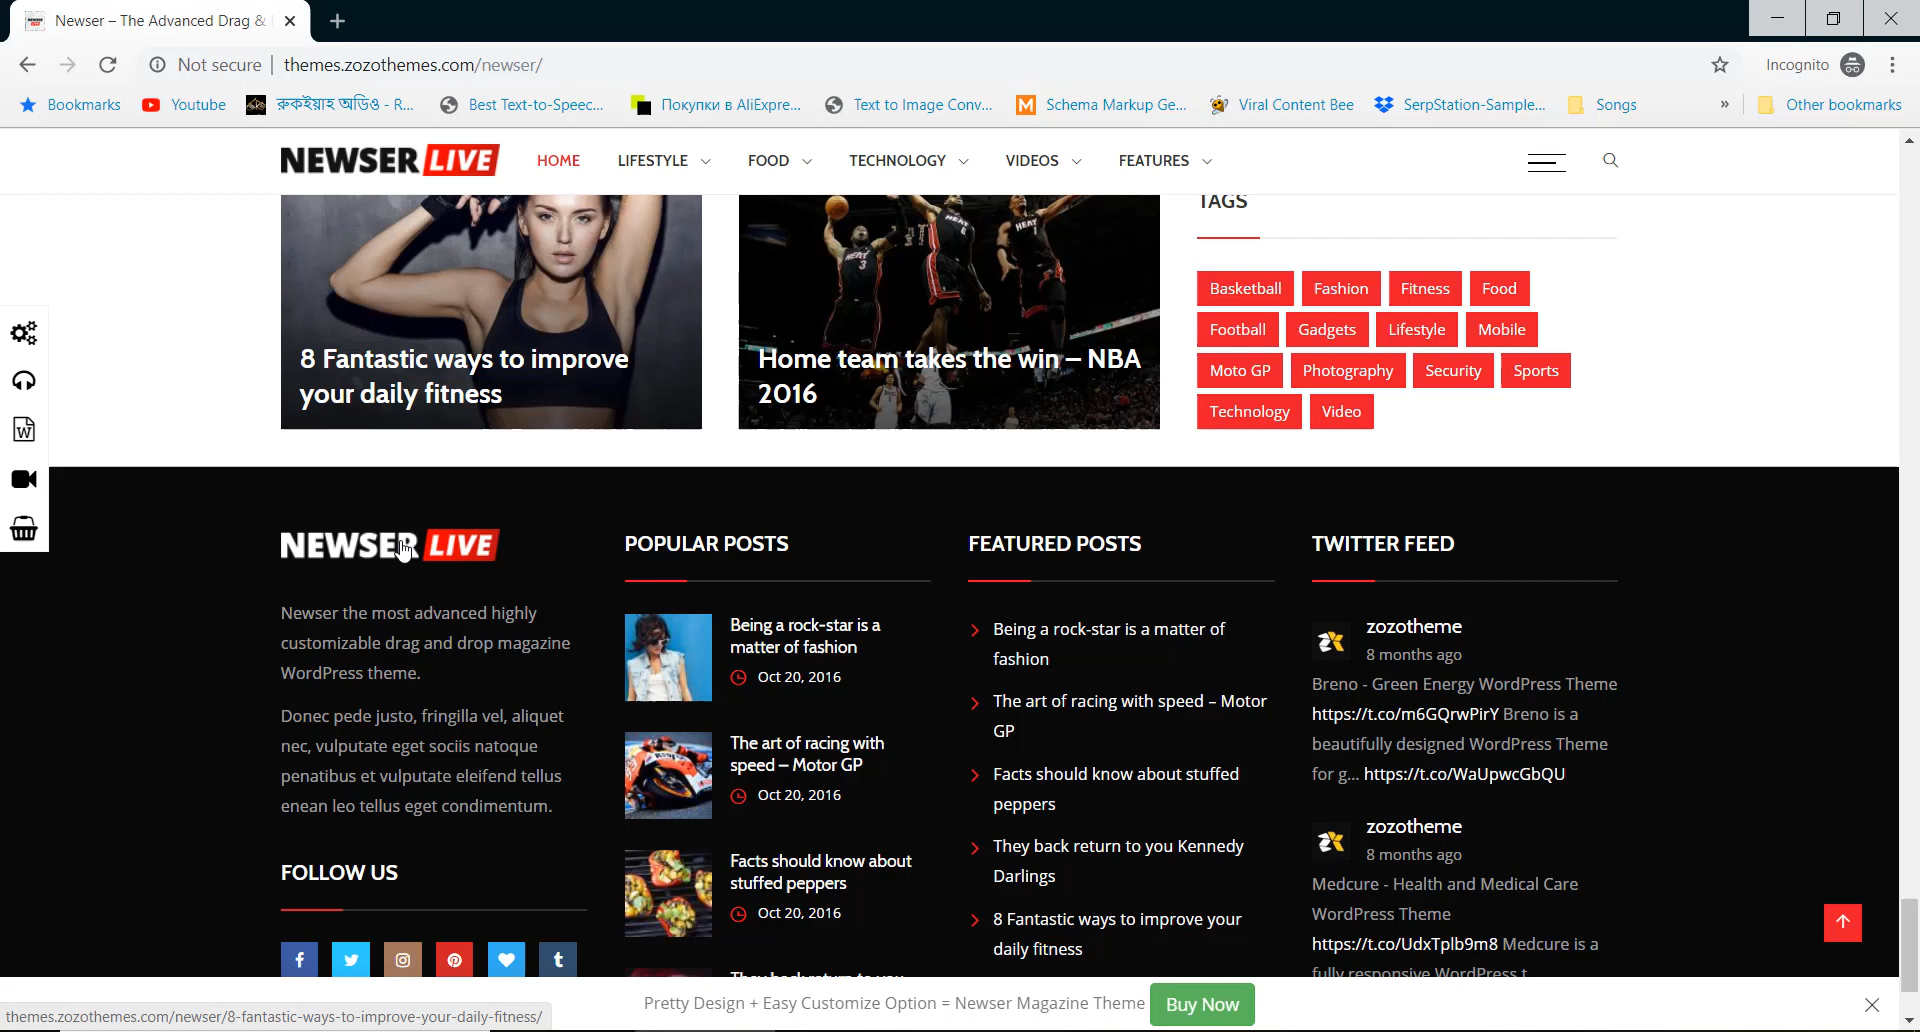 Newser – The Advanced Drag &
Not secure | themes.zozothemes.com/newser/
Incognito
Bookmarks
Youtube
রুকইয়াহ অডিও - R...
Best Text-to-Speec...
Покупки в AliExpre...
Text to Image Conv...
Schema Markup Ge...
Viral Content Bee
SerpStation-Sample...
Songs
»
Other bookmarks
NEWSER LIVE
HOME
LIFESTYLE
FOOD
TECHNOLOGY
VIDEOS
FEATURES
8 Fantastic ways to improve
your daily fitness
Home team takes the win – NBA
2016
TAGS
Basketball
Fashion
Fitness
Food
Football
Gadgets
Lifestyle
Mobile
Moto GP
Photography
Security
Sports
Technology
Video
NEWSER LIVE
Newser the most advanced highly
customizable drag and drop magazine
WordPress theme.
Donec pede justo, fringilla vel, aliquet
nec, vulputate eget sociis natoque
penatibus et vulputate eleifend tellus
enean leo tellus eget condimentum.
FOLLOW US
POPULAR POSTS
Being a rock-star is a
matter of fashion
Oct 20, 2016
The art of racing with
speed – Motor GP
Oct 20, 2016
Facts should know about
stuffed peppers
Oct 20, 2016
They back return to you
FEATURED POSTS
Being a rock-star is a matter of
fashion
The art of racing with speed – Motor
GP
Facts should know about stuffed
peppers
They back return to you Kennedy
Darlings
8 Fantastic ways to improve your
daily fitness
TWITTER FEED
zozotheme
8 months ago
Breno - Green Energy WordPress Theme
https://t.co/m6GQrwPirY Breno is a
beautifully designed WordPress Theme
for g... https://t.co/WaUpwcGbQU
zozotheme
8 months ago
Medcure - Health and Medical Care
WordPress Theme
https://t.co/UdxTplb9m8 Medcure is a
fully responsive WordPress t
Pretty Design + Easy Customize Option = Newser Magazine Theme
Buy Now
themes.zozothemes.com/newser/8-fantastic-ways-to-improve-your-daily-fitness/